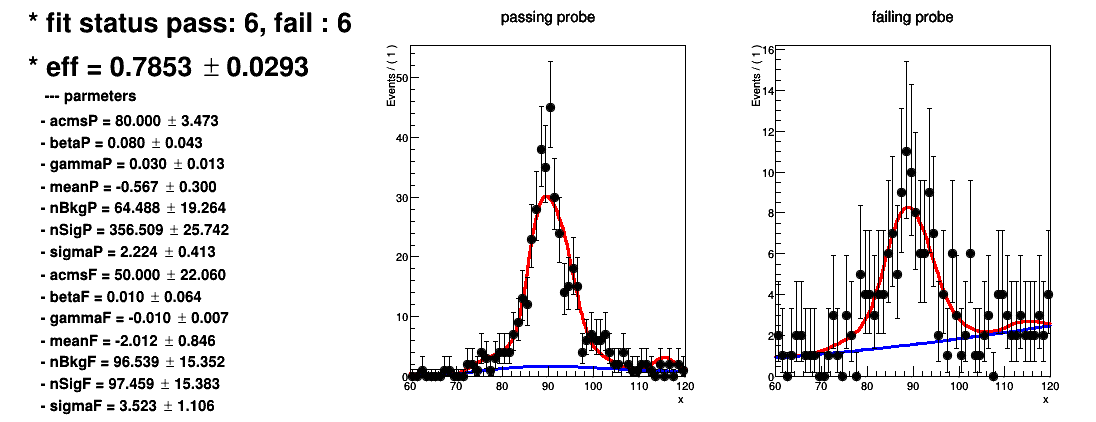 * fit status pass: 6, fail : 6
* eff = 0.7853 ± 0.0293
--- parmeters
- acmsP = 80.000 ± 3.473
- betaP = 0.080 ± 0.043
- gammaP = 0.030 ± 0.013
- meanP = -0.567 ± 0.300
- nBkgP = 64.488 ± 19.264
- nSigP = 356.509 ± 25.742
- sigmaP = 2.224 ± 0.413
- acmsF = 50.000 ± 22.060
- betaF = 0.010 ± 0.064
- gammaF = -0.010 ± 0.007
- meanF = -2.012 ± 0.846
- nBkgF = 96.539 ± 15.352
- nSigF = 97.459 ± 15.383
- sigmaF = 3.523 ± 1.106
passing probe
Events / ( 1 )
50
40
30
20
10
0
60 70 80 90 100 110 120
x
failing probe
Events / ( 1 )
16
14
12
10
8
6
4
2
0
60 70 80 90 100 110 120
x